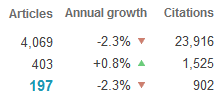 Articles Annual growth Citations
4,069 -2.3% 23,916
403 +0.8% 1,525
197 -2.3% 902